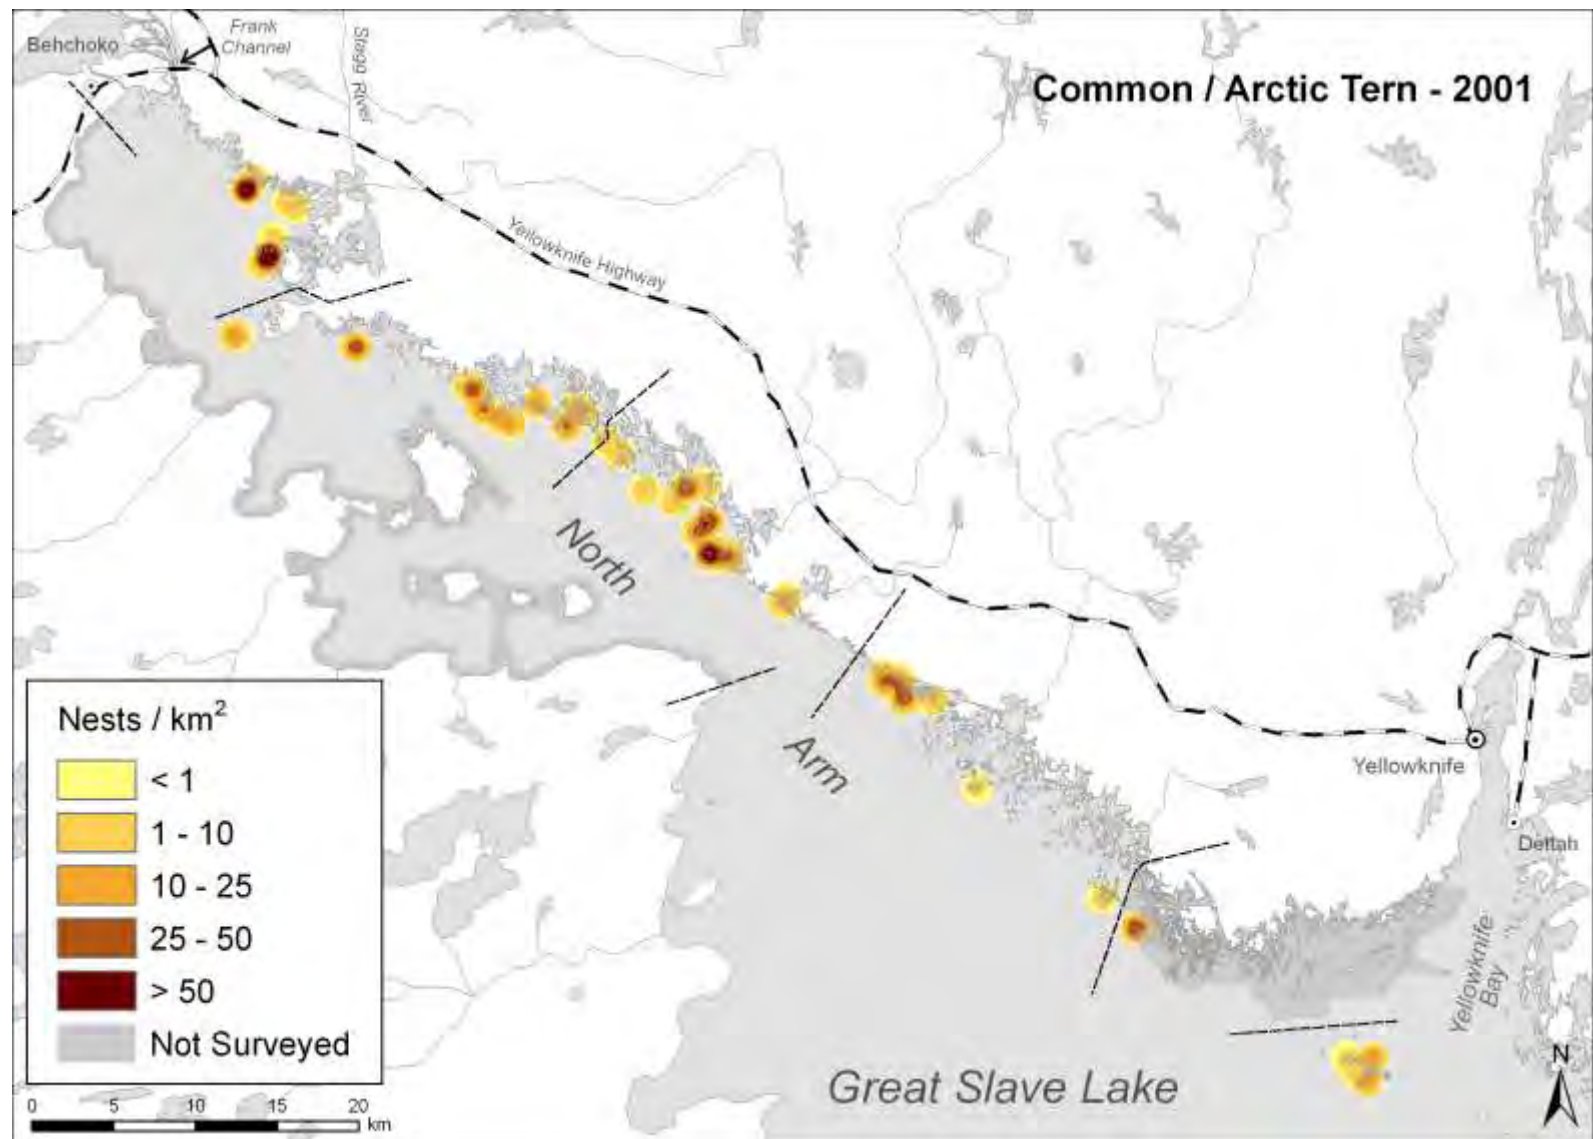 Behchoko
Frank
Channel
Stagg River
Common / Arctic Tern - 2001
Yellowknife Highway
North
Arm
Nests / km²
< 1
1 - 10
10 - 25
25 - 50
> 50
Not Surveyed
Yellowknife
Dettah
Yellowknife
Bay
Great Slave Lake
N
0 5 10 15 20
km